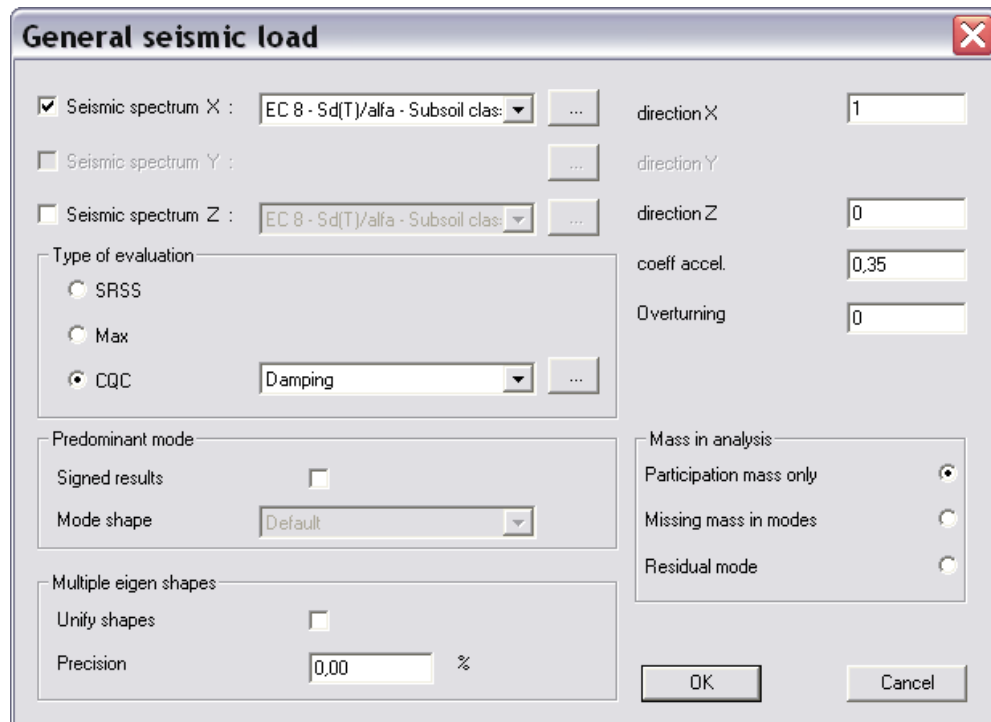 General seismic load
Seismic spectrum X : EC 8 - Sd(T)/alfa - Subsoil clas: ... direction X 1
Seismic spectrum Y : ... direction Y
Seismic spectrum Z : EC 8 - Sd(T)/alfa - Subsoil clas: ... direction Z 0
Type of evaluation
SRSS
Max
CQC Damping ...
coeff accel. 0,35
Overturning 0
Predominant mode
Signed results
Mode shape Default
Mass in analysis
Participation mass only
Missing mass in modes
Residual mode
Multiple eigen shapes
Unify shapes
Precision 0,00 %
OK Cancel